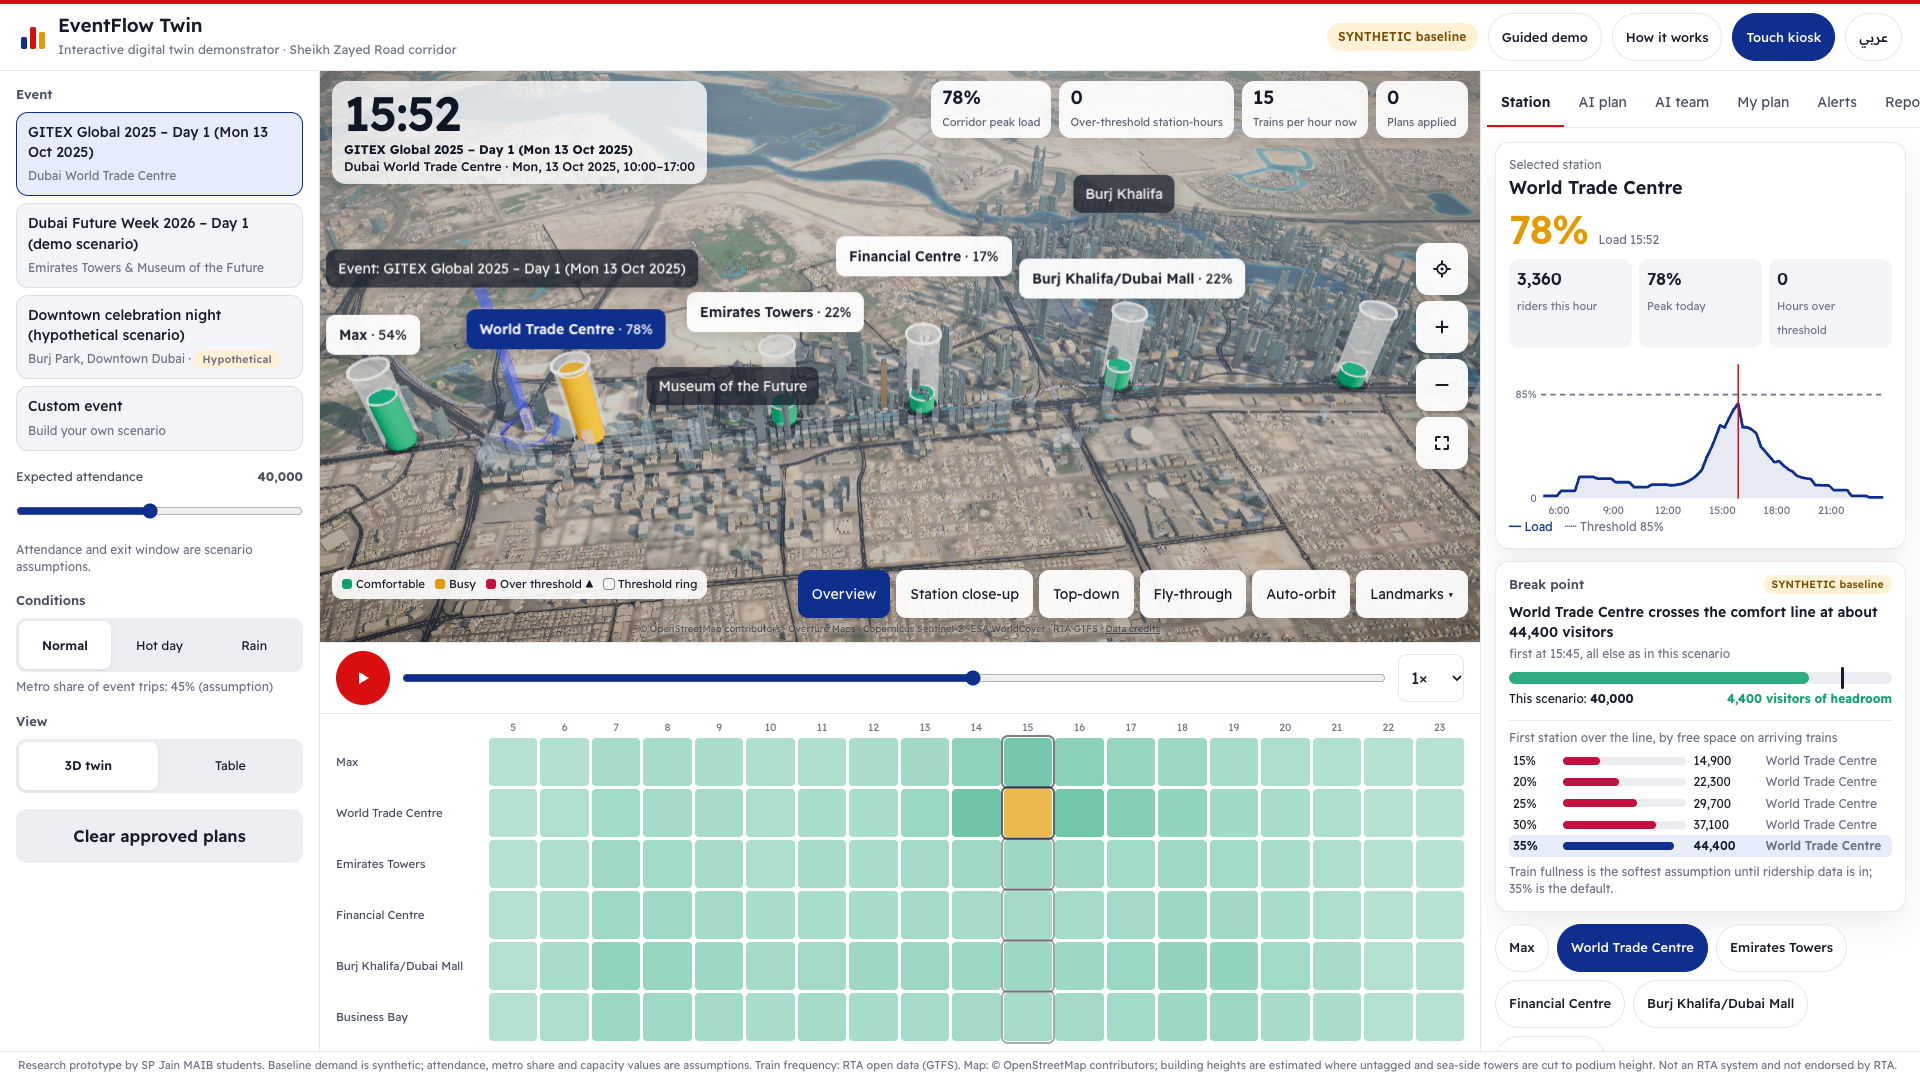 EventFlow Twin
Interactive digital twin demonstrator · Sheikh Zayed Road corridor
SYNTHETIC baseline
Guided demo
How it works
Touch kiosk
عربي
Event
GITEX Global 2025 – Day 1 (Mon 13
Oct 2025)
Dubai World Trade Centre
Dubai Future Week 2026 – Day 1
(demo scenario)
Emirates Towers & Museum of the Future
Downtown celebration night
(hypothetical scenario)
Burj Park, Downtown Dubai · Hypothetical
Custom event
Build your own scenario
Expected attendance 40,000
Attendance and exit window are scenario
assumptions.
Conditions
Normal Hot day Rain
Metro share of event trips: 45% (assumption)
View
3D twin Table
Clear approved plans
15:52
GITEX Global 2025 – Day 1 (Mon 13 Oct 2025)
Dubai World Trade Centre · Mon, 13 Oct 2025, 10:00–17:00
78%
Corridor peak load
0
Over-threshold station-hours
15
Trains per hour now
0
Plans applied
Burj Khalifa
Financial Centre · 17%
Event: GITEX Global 2025 – Day 1 (Mon 13 Oct 2025)
Burj Khalifa/Dubai Mall · 22%
Emirates Towers · 22%
Max · 54%
World Trade Centre · 78%
Museum of the Future
Comfortable Busy Over threshold ▲ Threshold ring
Overview
Station close-up
Top-down
Fly-through
Auto-orbit
Landmarks ▾
© OpenStreetMap contributors · Overture Maps · Copernicus Sentinel-2 · ESA WorldCover · RTA GTFS · Data credits
1×
5 6 7 8 9 10 11 12 13 14 15 16 17 18 19 20 21 22 23
Max
World Trade Centre
Emirates Towers
Financial Centre
Burj Khalifa/Dubai Mall
Business Bay
Station AI plan AI team My plan Alerts Repo
Selected station
World Trade Centre
78% Load 15:52
3,360
riders this hour
78%
Peak today
0
Hours over
threshold
85%
0
6:00 9:00 12:00 15:00 18:00 21:00
Load Threshold 85%
Break point
SYNTHETIC baseline
World Trade Centre crosses the comfort line at about
44,400 visitors
first at 15:45, all else as in this scenario
This scenario: 40,000 4,400 visitors of headroom
First station over the line, by free space on arriving trains
15% 14,900 World Trade Centre
20% 22,300 World Trade Centre
25% 29,700 World Trade Centre
30% 37,100 World Trade Centre
35% 44,400 World Trade Centre
Train fullness is the softest assumption until ridership data is in;
35% is the default.
Max
World Trade Centre
Emirates Towers
Financial Centre
Burj Khalifa/Dubai Mall
Research prototype by SP Jain MAIB students. Baseline demand is synthetic; attendance, metro share and capacity values are assumptions. Train frequency: RTA open data (GTFS). Map: © OpenStreetMap contributors; building heights are estimated where untagged and sea-side towers are cut to podium height. Not an RTA system and not endorsed by RTA.